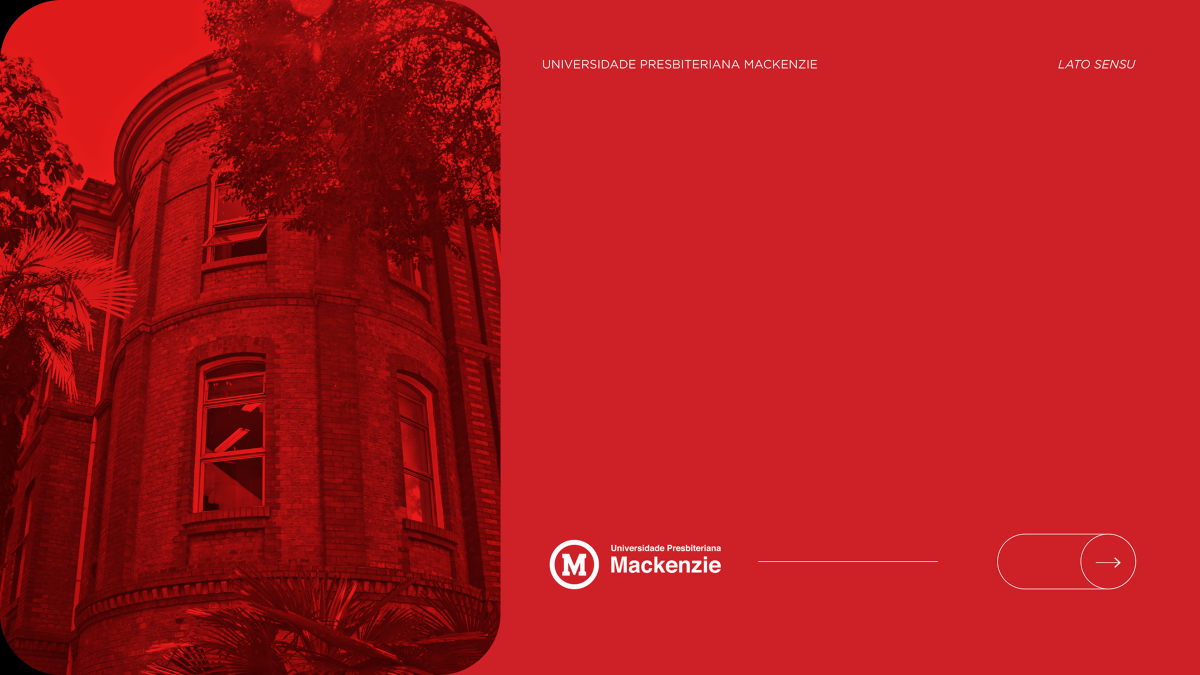 UNIVERSIDADE PRESBITERIANA MACKENZIE
LATO SENSU
M
Universidade Presbiteriana
Mackenzie